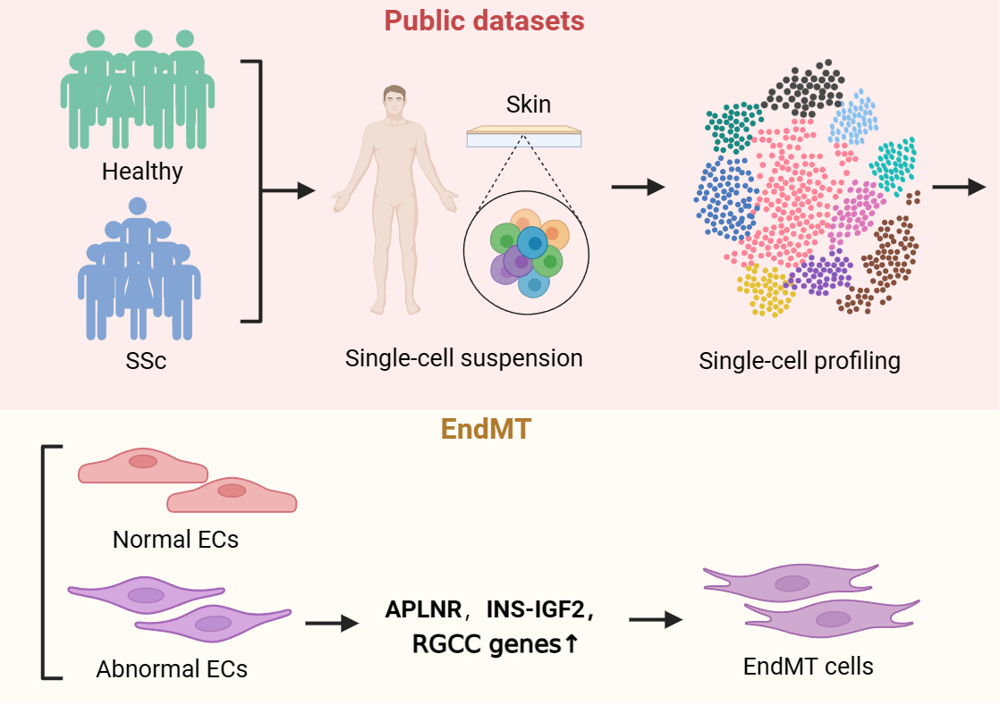 Public datasets
Healthy
SSc
Skin
Single-cell suspension
Single-cell profiling
EndMT
Normal ECs
Abnormal ECs
APLNR，INS-IGF2,
RGCC genes↑
EndMT cells